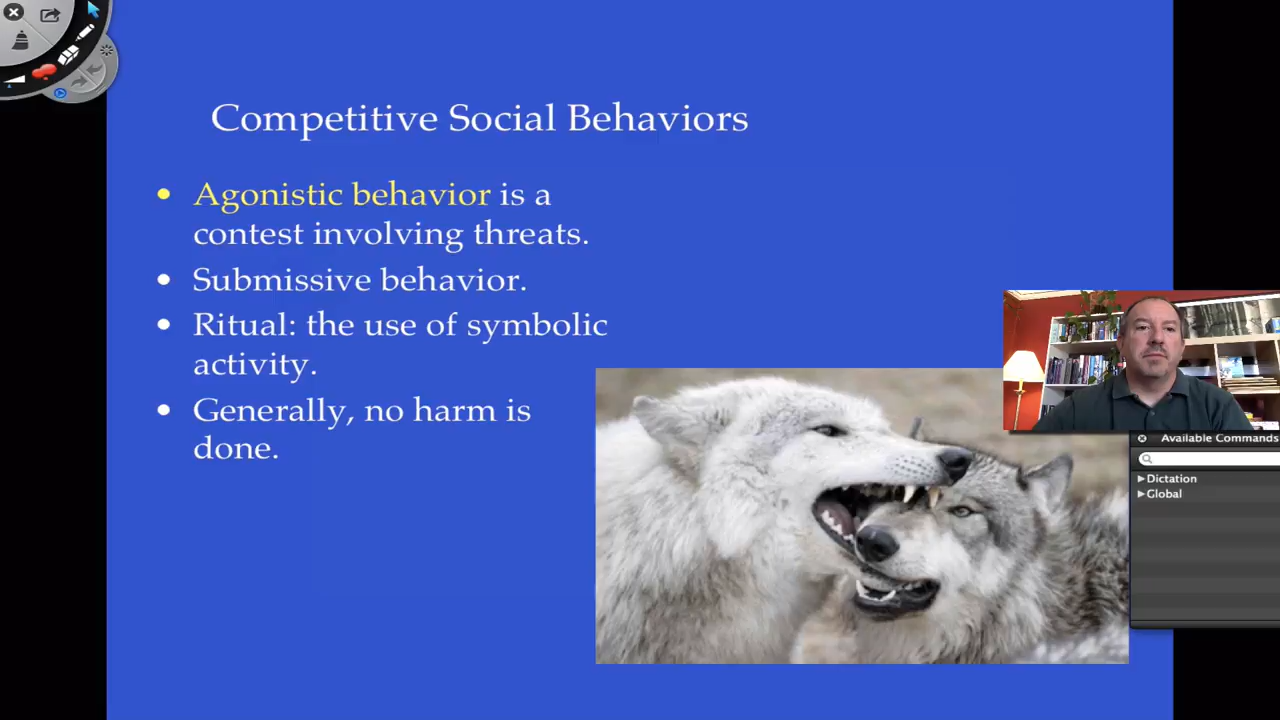 Competitive Social Behaviors
• Agonistic behavior is a
contest involving threats.
• Submissive behavior.
• Ritual: the use of symbolic
activity.
• Generally, no harm is
done.
Available Commands
Dictation
Global